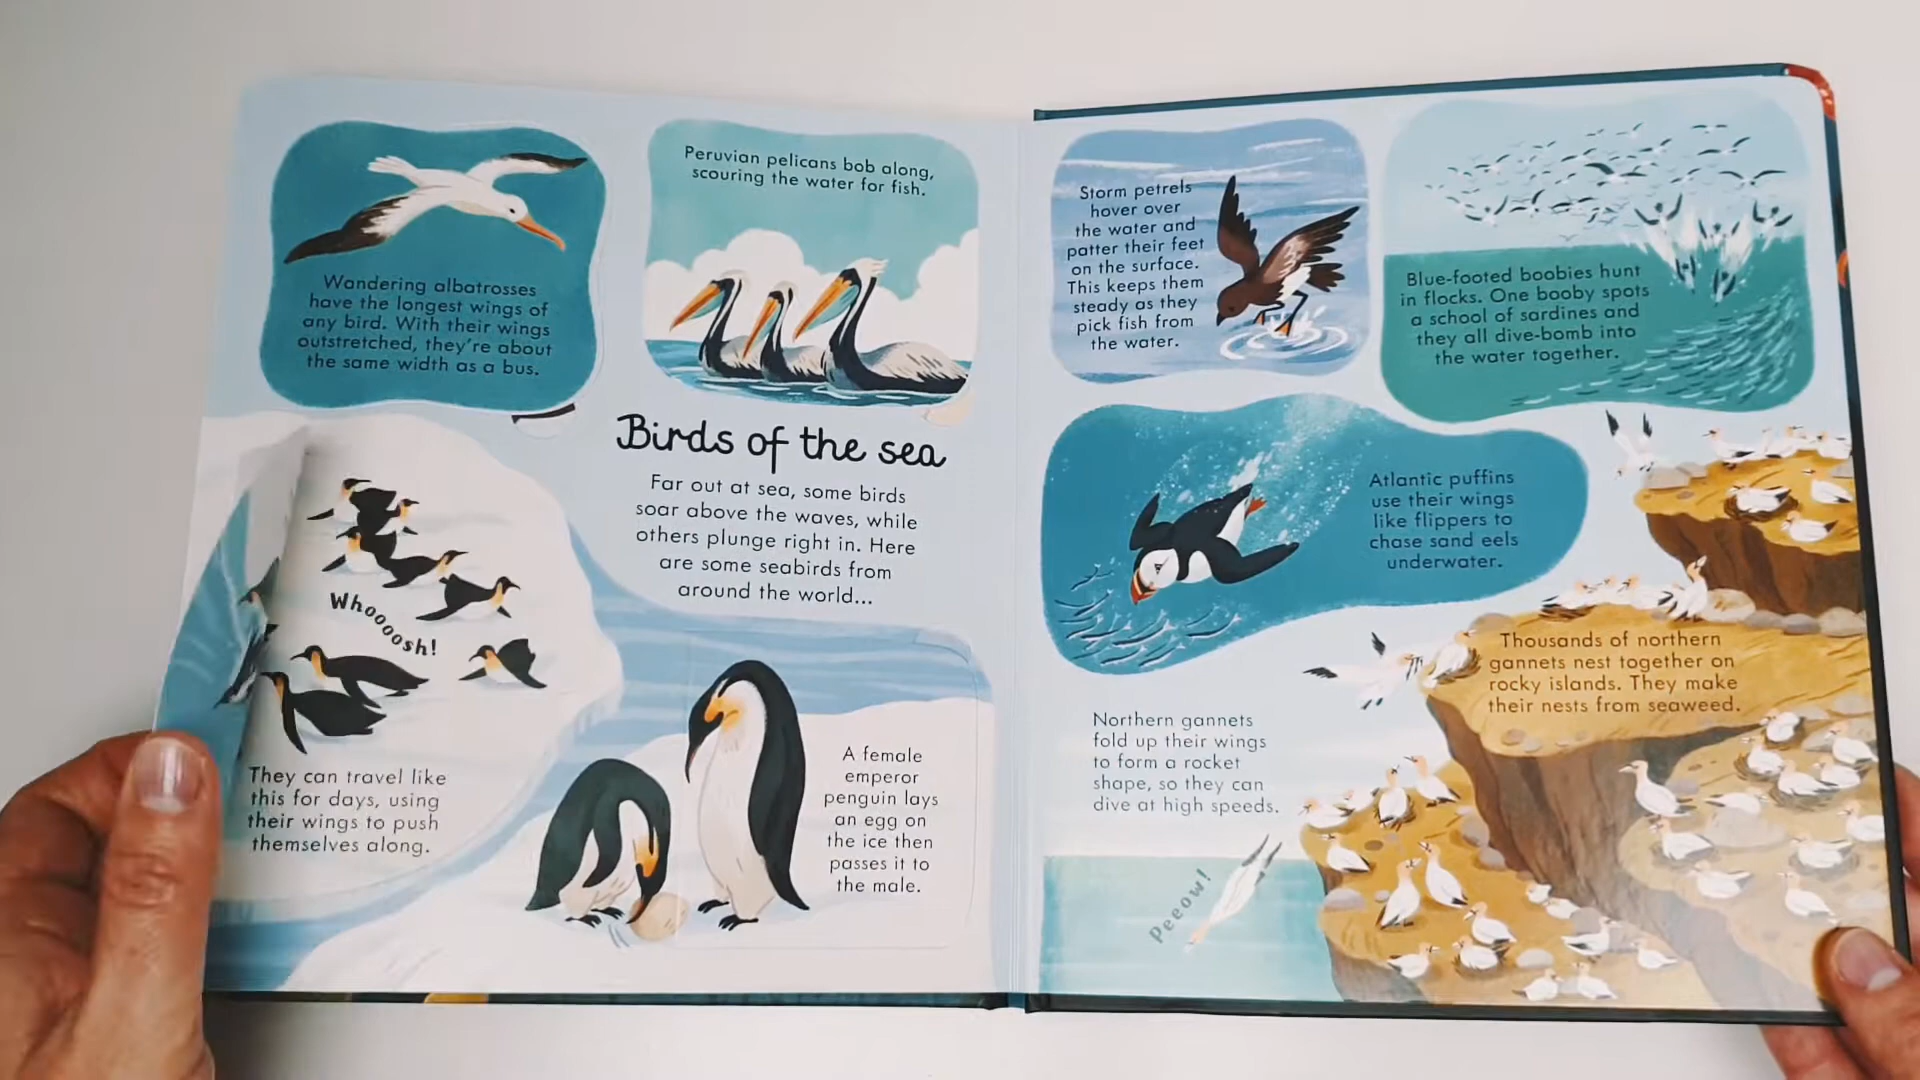 Wandering albatrosses
have the longest wings of
any bird. With their wings
outstretched, they're about
the same width as a bus.
Peruvian pelicans bob along,
scouring the water for fish.
Birds of the sea
Far out at sea, some birds
soar above the waves, while
others plunge right in. Here
are some seabirds from
around the world...
Whoooosh!
They can travel like
this for days, using
their wings to push
themselves along.
A female
emperor
penguin lays
an egg on
the ice then
passes it to
the male.
Storm petrels
hover over
the water and
patter their feet
on the surface.
This keeps them
steady as they
pick fish from
the water.
Blue-footed boobies hunt
in flocks. One booby spots
a school of sardines and
they all dive-bomb into
the water together.
Atlantic puffins
use their wings
like flippers to
chase sand eels
underwater.
Thousands of northern
gannets nest together on
rocky islands. They make
their nests from seaweed.
Northern gannets
fold up their wings
to form a rocket
shape, so they can
dive at high speeds.
Peeow!